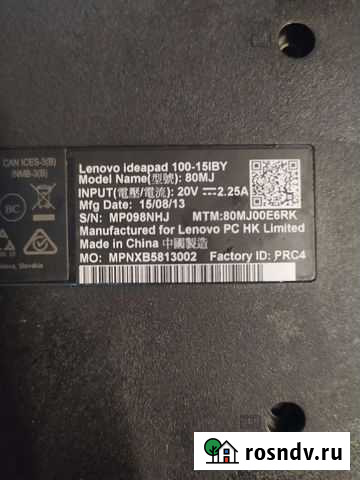 CAN ICES-3(B)
/NMB-3(B)
Lenovo ideapad 100-15IBY
Model Name(型號): 80MJ
INPUT(電壓/電流): 20V ⎓ 2.25A
Mfg Date: 15/08/13
S/N: MP098NHJ MTM:80MJ00E6RK
Manufactured for Lenovo PC HK Limited
Made in China 中國製造
MO: MPNXB5813002 Factory ID: PRC4
Slovakia
rosndv.ru